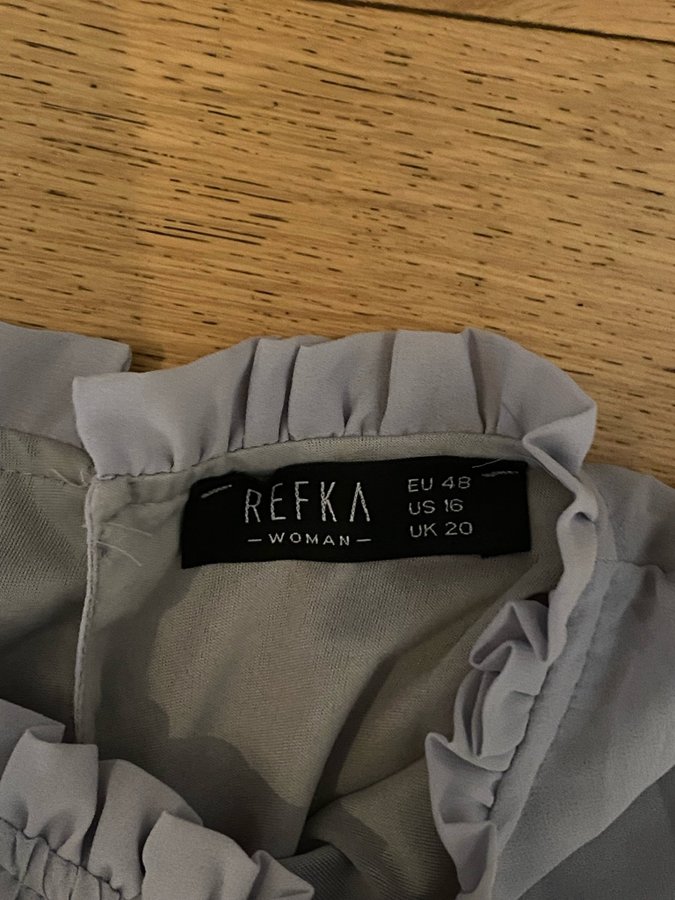 REFKA
— WOMAN —
EU 48
US 16
UK 20